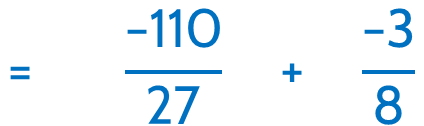 = -110/27 + -3/8